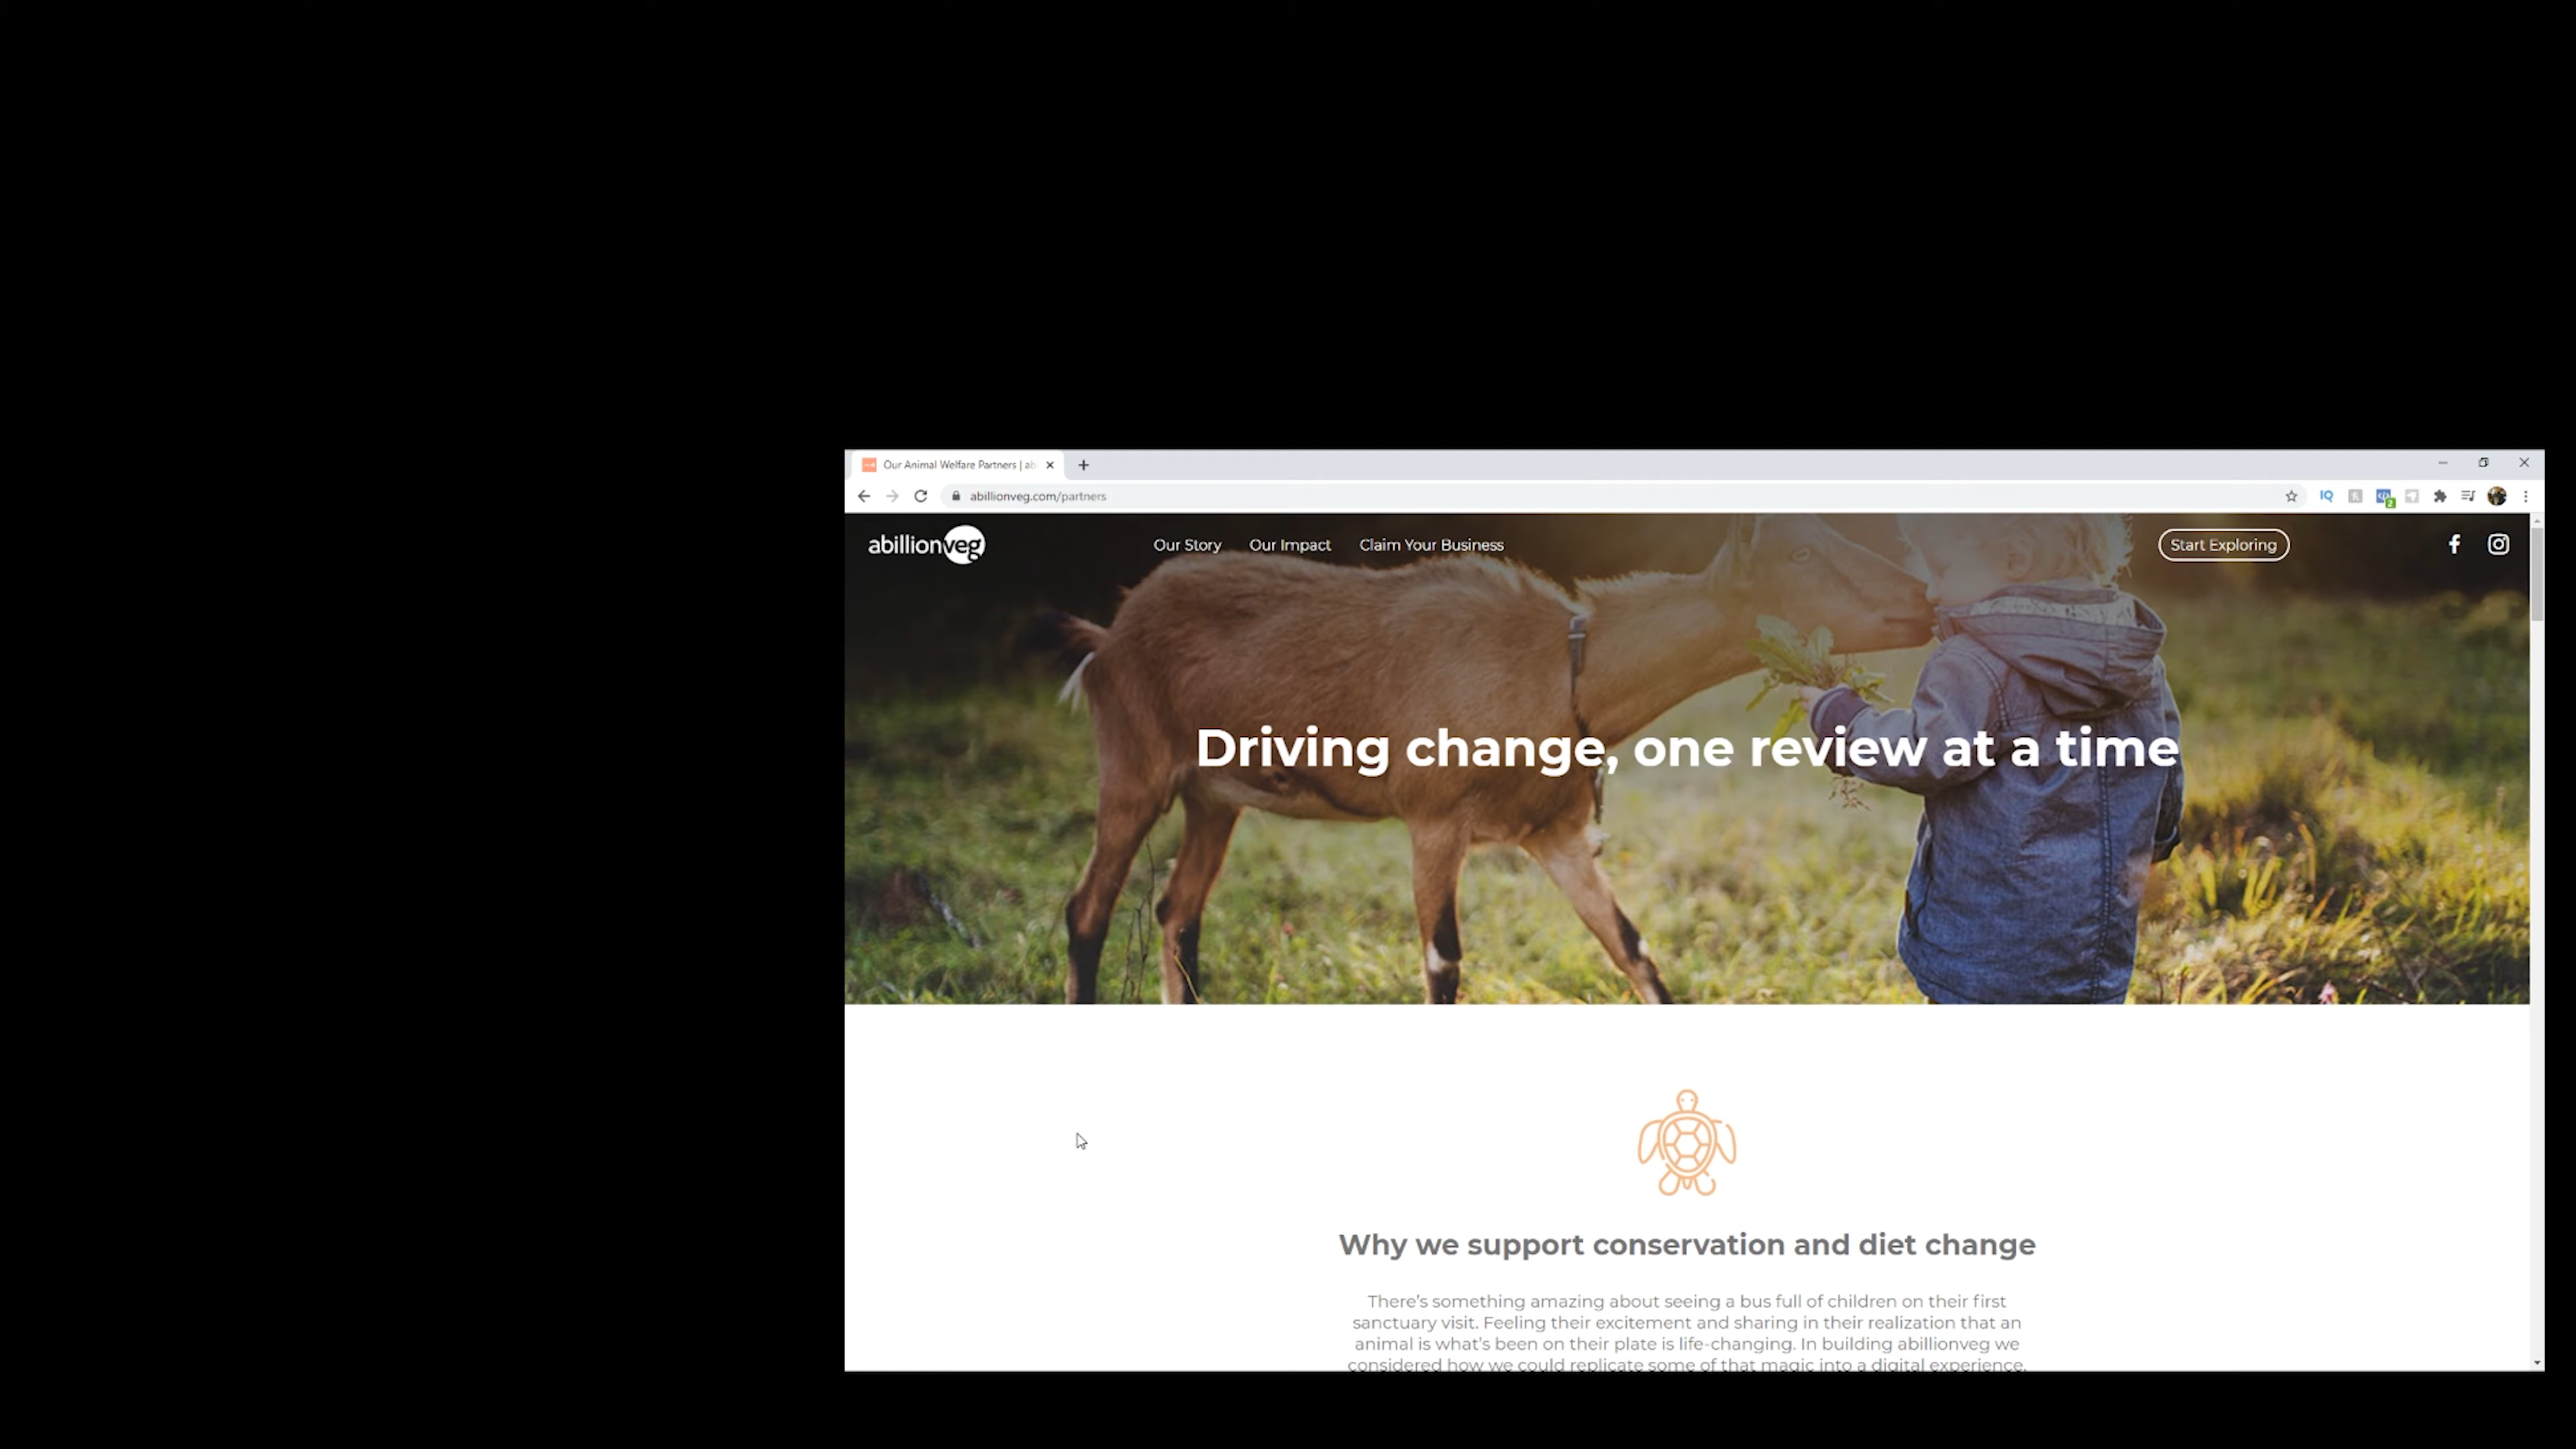 Our Animal Welfare Partners | ab
abillionveg.com/partners
IQ
2
abillionveg
Our Story
Our Impact
Claim Your Business
Start Exploring
Driving change, one review at a time
Why we support conservation and diet change
There's something amazing about seeing a bus full of children on their first
sanctuary visit. Feeling their excitement and sharing in their realization that an
animal is what's been on their plate is life-changing. In building abillionveg we
considered how we could replicate some of that magic into a digital experience.